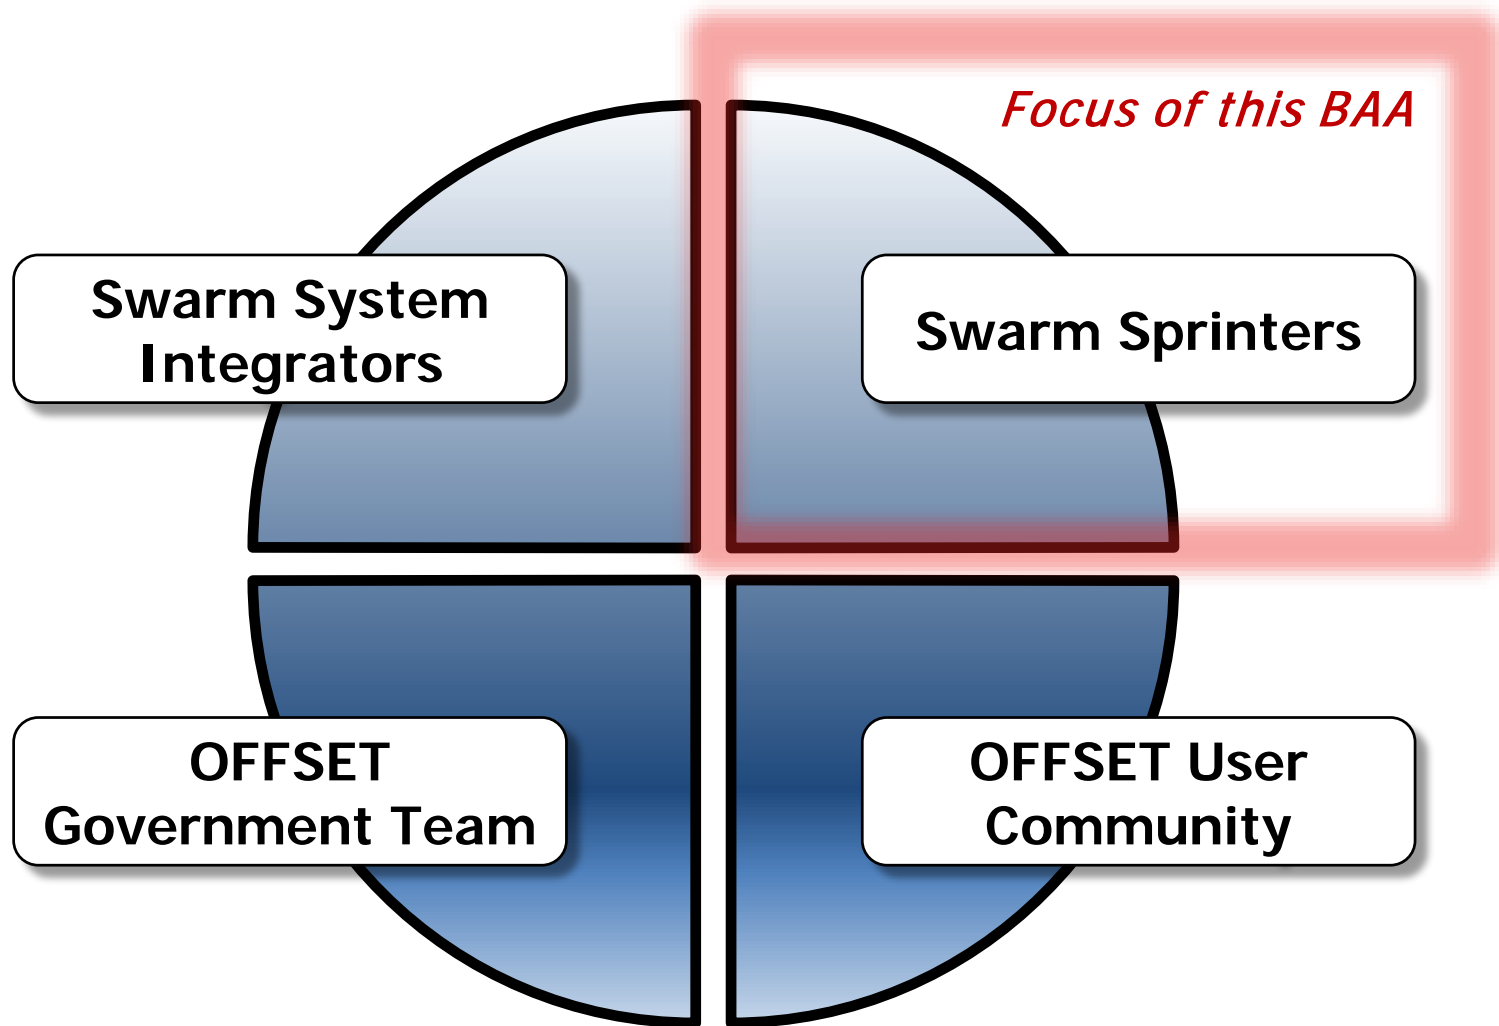 Focus of this BAA
Swarm System
Integrators
Swarm Sprinters
OFFSET
Government Team
OFFSET User
Community